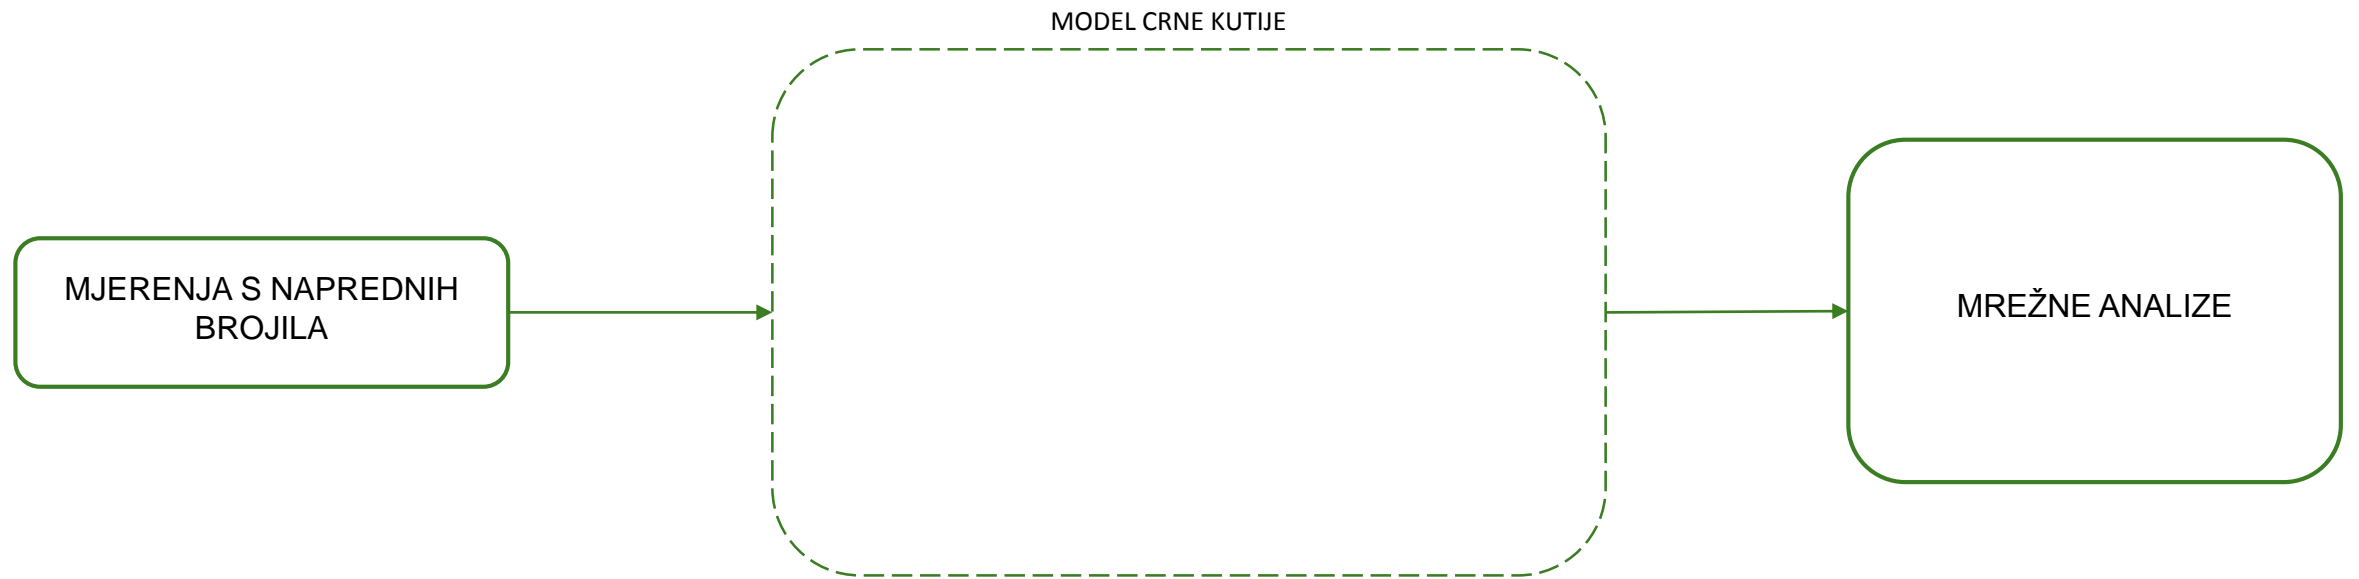 MODEL CRNE KUTIJE
MJERENJA S NAPREDNIH
BROJILA
MREŽNE ANALIZE